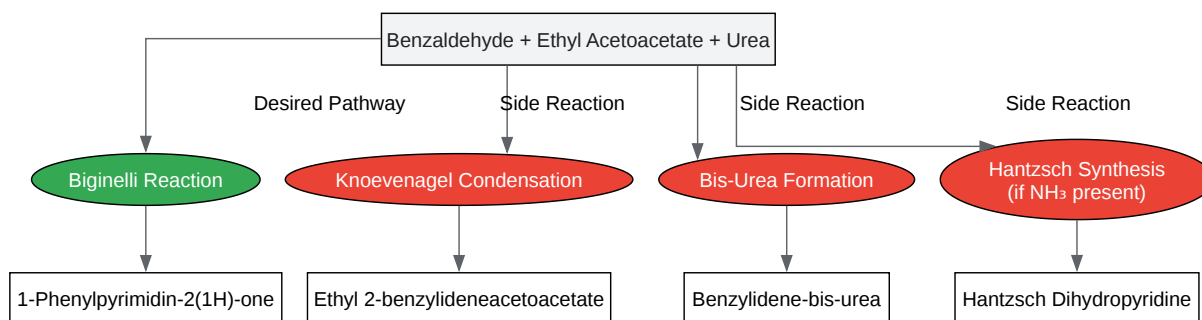 Benzaldehyde + Ethyl Acetoacetate + Urea
Desired Pathway
Side Reaction
Side Reaction
Side Reaction
Biginelli Reaction
Knoevenagel Condensation
Bis-Urea Formation
Hantzsch Synthesis
(if NH₃ present)
1-Phenylpyrimidin-2(1H)-one
Ethyl 2-benzylideneacetoacetate
Benzylidene-bis-urea
Hantzsch Dihydropyridine